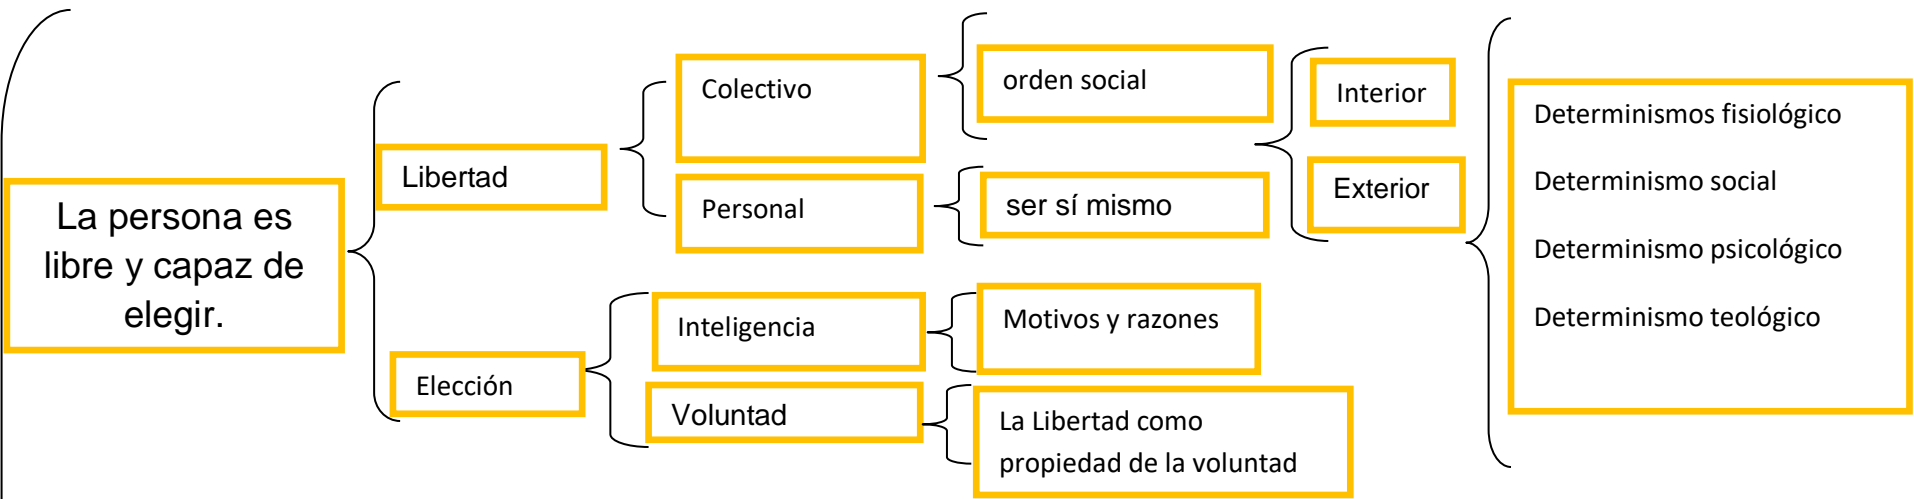 La persona es
libre y capaz de
elegir.
Libertad
Colectivo
orden social
Personal
ser sí mismo
Interior
Exterior
Determinismos fisiológico
Determinismo social
Determinismo psicológico
Determinismo teológico
Elección
Inteligencia
Motivos y razones
Voluntad
La Libertad como
propiedad de la voluntad